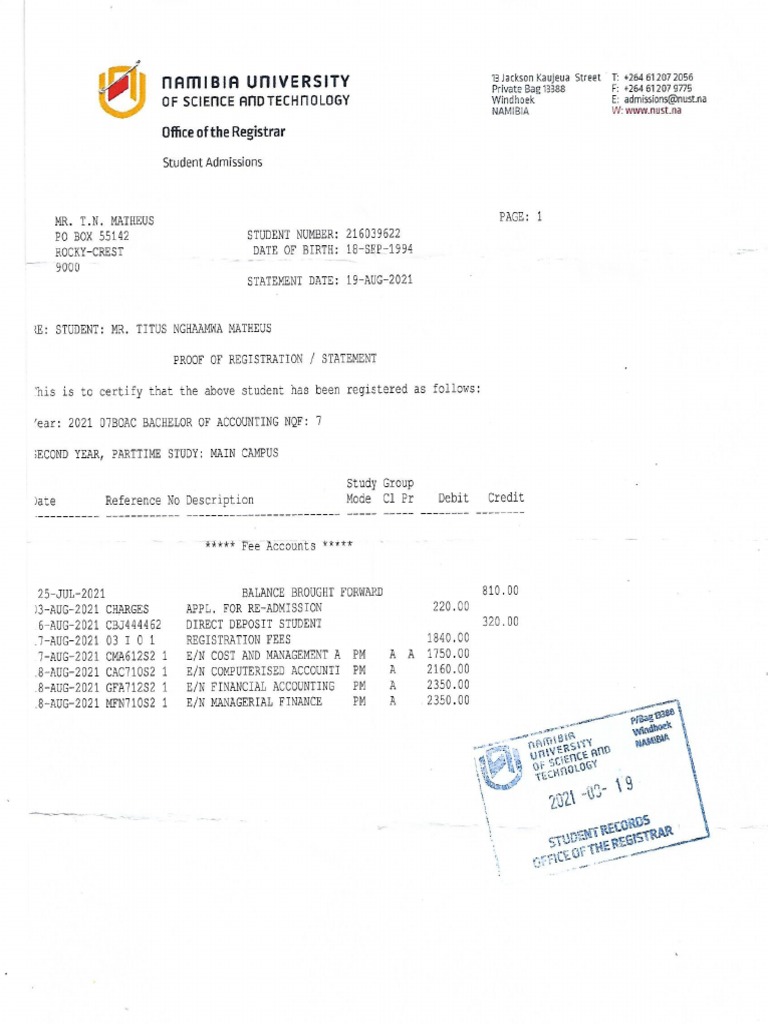 NAMIBIA UNIVERSITY
OF SCIENCE AND TECHNOLOGY
Office of the Registrar
Student Admissions
13 Jackson Kaujeua Street T: +264 61 207 2056
Private Bag 13388 F: +264 61 207 9775
Windhoek E: admissions@nust.na
NAMIBIA W: www.nust.na
PAGE: 1
MR. T.N. MATHEUS
PO BOX 55142
ROCKY-CREST
9000
STUDENT NUMBER: 216039622
DATE OF BIRTH: 18-SEP-1994
STATEMENT DATE: 19-AUG-2021
RE: STUDENT: MR. TITUS NGHAAMWA MATHEUS
PROOF OF REGISTRATION / STATEMENT
This is to certify that the above student has been registered as follows:
Year: 2021 07BOAC BACHELOR OF ACCOUNTING NQF: 7
SECOND YEAR, PARTTIME STUDY: MAIN CAMPUS
Study Group
Date Reference No Description Mode Cl Pr Debit Credit
***** Fee Accounts *****
25-JUL-2021 BALANCE BROUGHT FORWARD 810.00
3-AUG-2021 CHARGES APPL. FOR RE-ADMISSION 220.00
6-AUG-2021 CBJ444462 DIRECT DEPOSIT STUDENT 320.00
7-AUG-2021 03 I 0 1 REGISTRATION FEES 1840.00
7-AUG-2021 CMA612S2 1 E/N COST AND MANAGEMENT A PM A A 1750.00
8-AUG-2021 CAC710S2 1 E/N COMPUTERISED ACCOUNTI PM A 2160.00
8-AUG-2021 GFA712S2 1 E/N FINANCIAL ACCOUNTING PM A 2350.00
8-AUG-2021 MFN710S2 1 E/N MANAGERIAL FINANCE PM A 2350.00
NAMIBIA
UNIVERSITY
OF SCIENCE AND
TECHNOLOGY
P/Bag 13388
Windhoek
NAMIBIA
2021 -08- 19
STUDENT RECORDS
OFFICE OF THE REGISTRAR